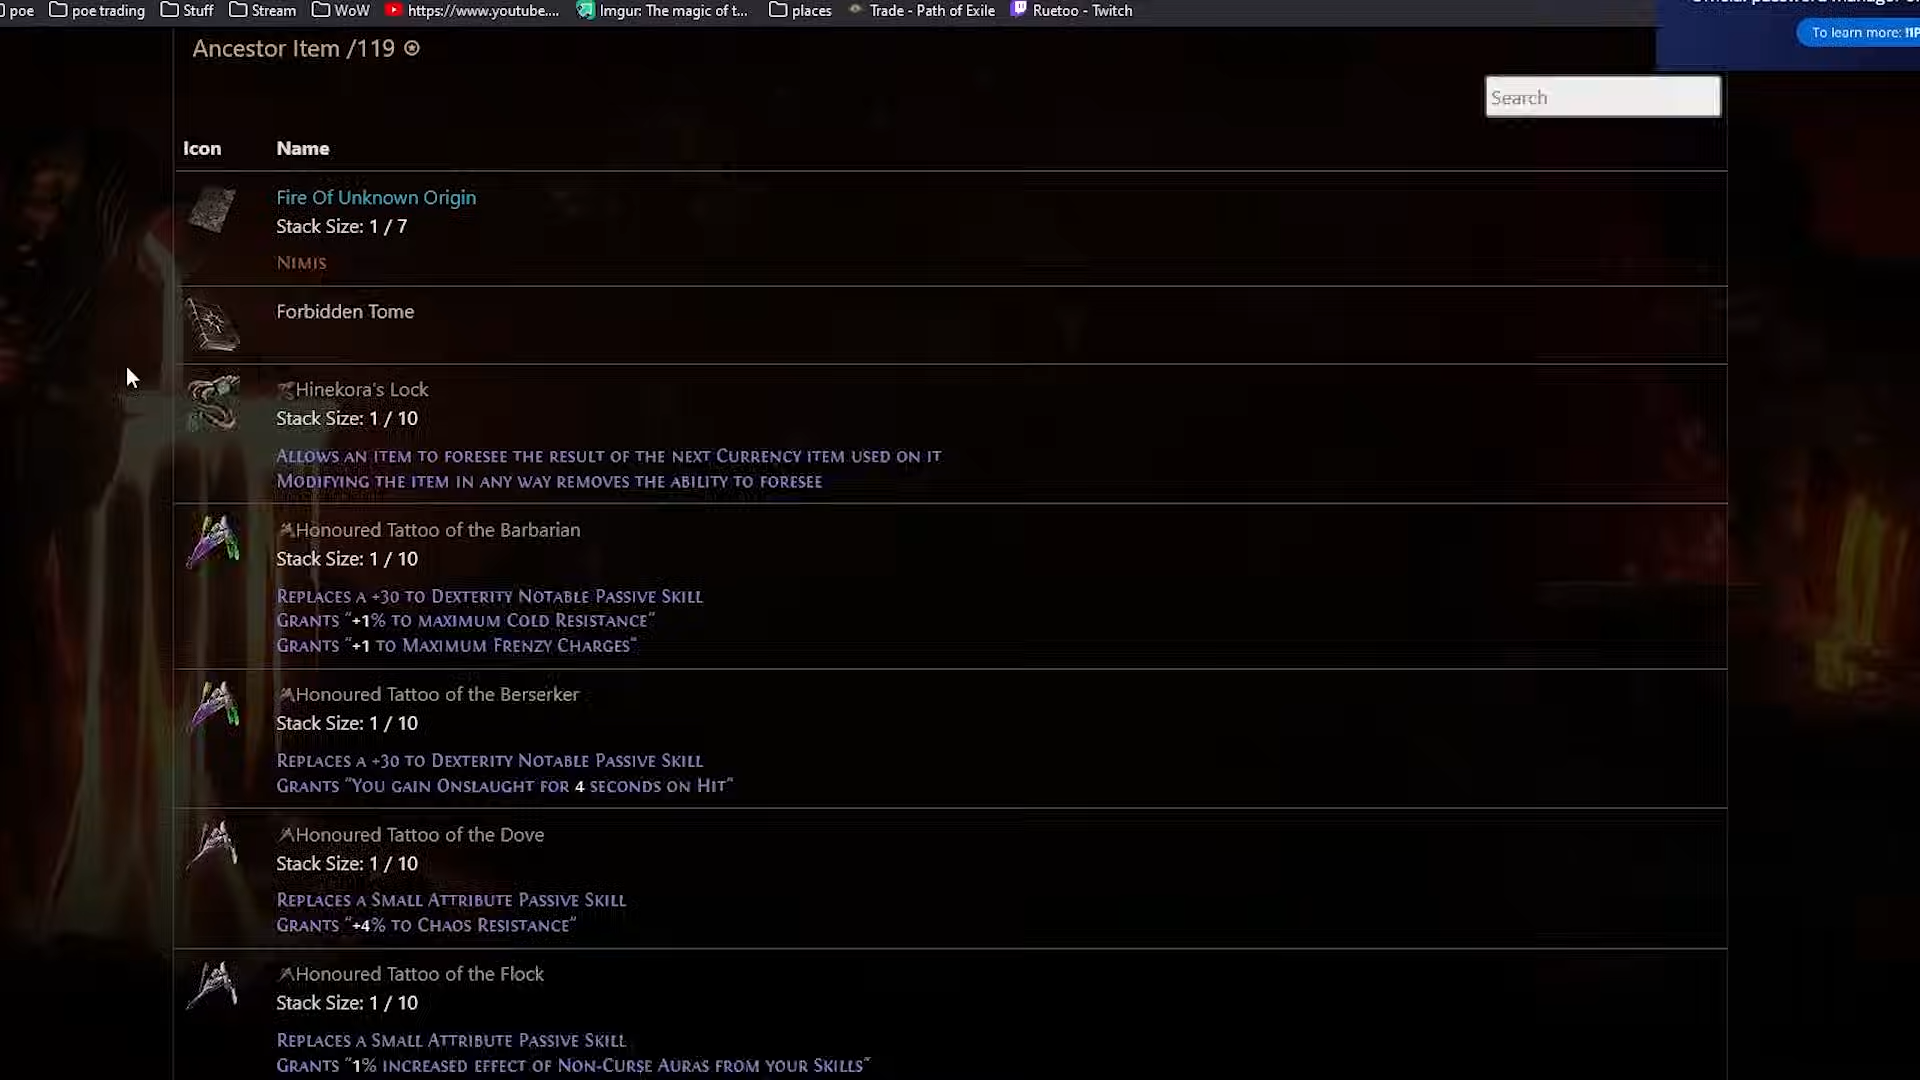 poe poe trading Stuff Stream WoW https://www.youtube.... Imgur: The magic of t... places Trade - Path of Exile Ruetoo - Twitch
To learn more:
Ancestor Item /119
Search
Icon Name
Fire Of Unknown Origin
Stack Size: 1 / 7
Nimis
Forbidden Tome
Hinekora's Lock
Stack Size: 1 / 10
Allows an item to foresee the result of the next Currency item used on it
Modifying the item in any way removes the ability to foresee
Honoured Tattoo of the Barbarian
Stack Size: 1 / 10
Replaces a +30 to Dexterity Notable Passive Skill
Grants "+1% to maximum Cold Resistance"
Grants "+1 to Maximum Frenzy Charges"
Honoured Tattoo of the Berserker
Stack Size: 1 / 10
Replaces a +30 to Dexterity Notable Passive Skill
Grants "You gain Onslaught for 4 seconds on Hit"
Honoured Tattoo of the Dove
Stack Size: 1 / 10
Replaces a Small Attribute Passive Skill
Grants "+4% to Chaos Resistance"
Honoured Tattoo of the Flock
Stack Size: 1 / 10
Replaces a Small Attribute Passive Skill
Grants "1% increased effect of Non-Curse Auras from your Skills"